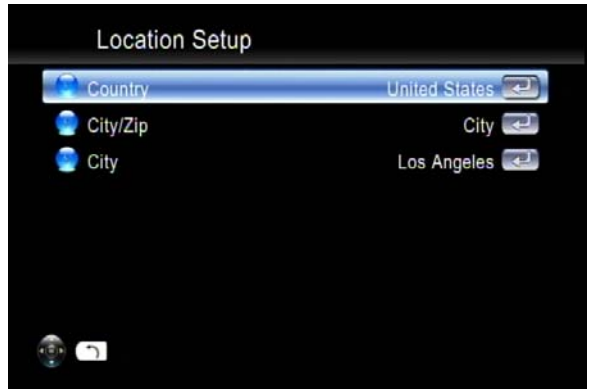 Location Setup
Country United States
City/Zip City
City Los Angeles